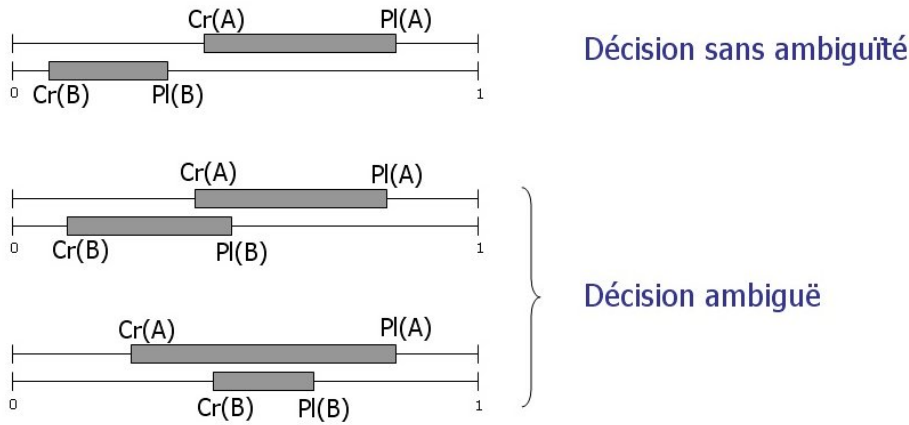 Cr(A) Pl(A)
Décision sans ambiguïté
Cr(B) Pl(B)
0 1
Cr(A) Pl(A)
Cr(B) Pl(B)
0 1
Décision ambiguë
Cr(A) Pl(A)
Cr(B) Pl(B)
0 1